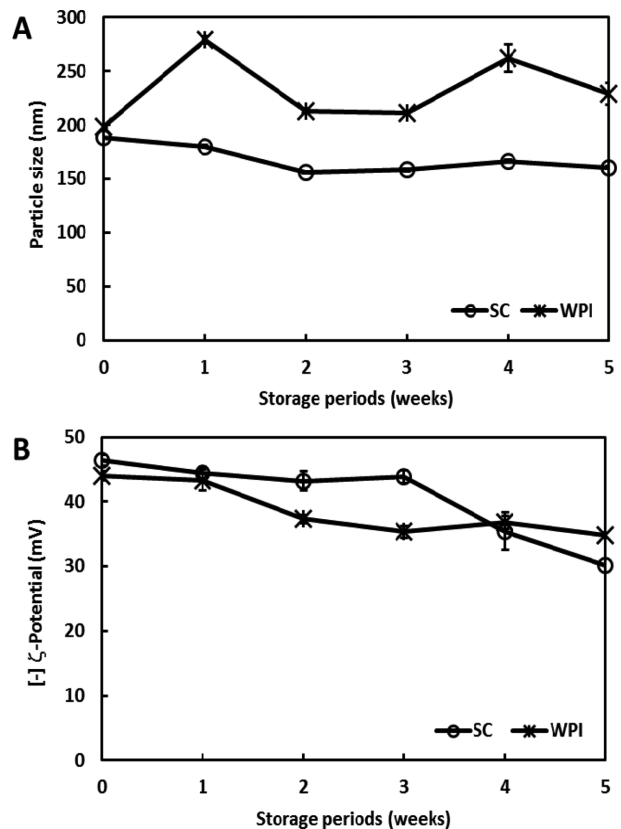 A
300
250
200
150
100
50
0
Particle size (nm)
SC WPI
0 1 2 3 4 5
Storage periods (weeks)
B
50
40
30
20
10
0
[-] ζ-Potential (mV)
SC WPI
0 1 2 3 4 5
Storage periods (weeks)